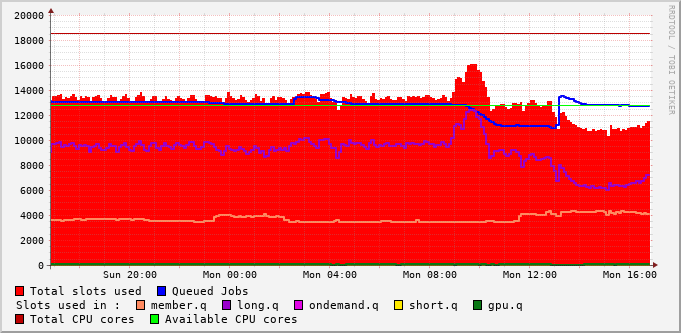 20000
18000
16000
14000
12000
10000
8000
6000
4000
2000
0
Sun 20:00 Mon 00:00 Mon 04:00 Mon 08:00 Mon 12:00 Mon 16:00
RRDTOOL / TOBI OETIKER
Total slots used Queued Jobs
Slots used in : member.q long.q ondemand.q short.q gpu.q
Total CPU cores Available CPU cores